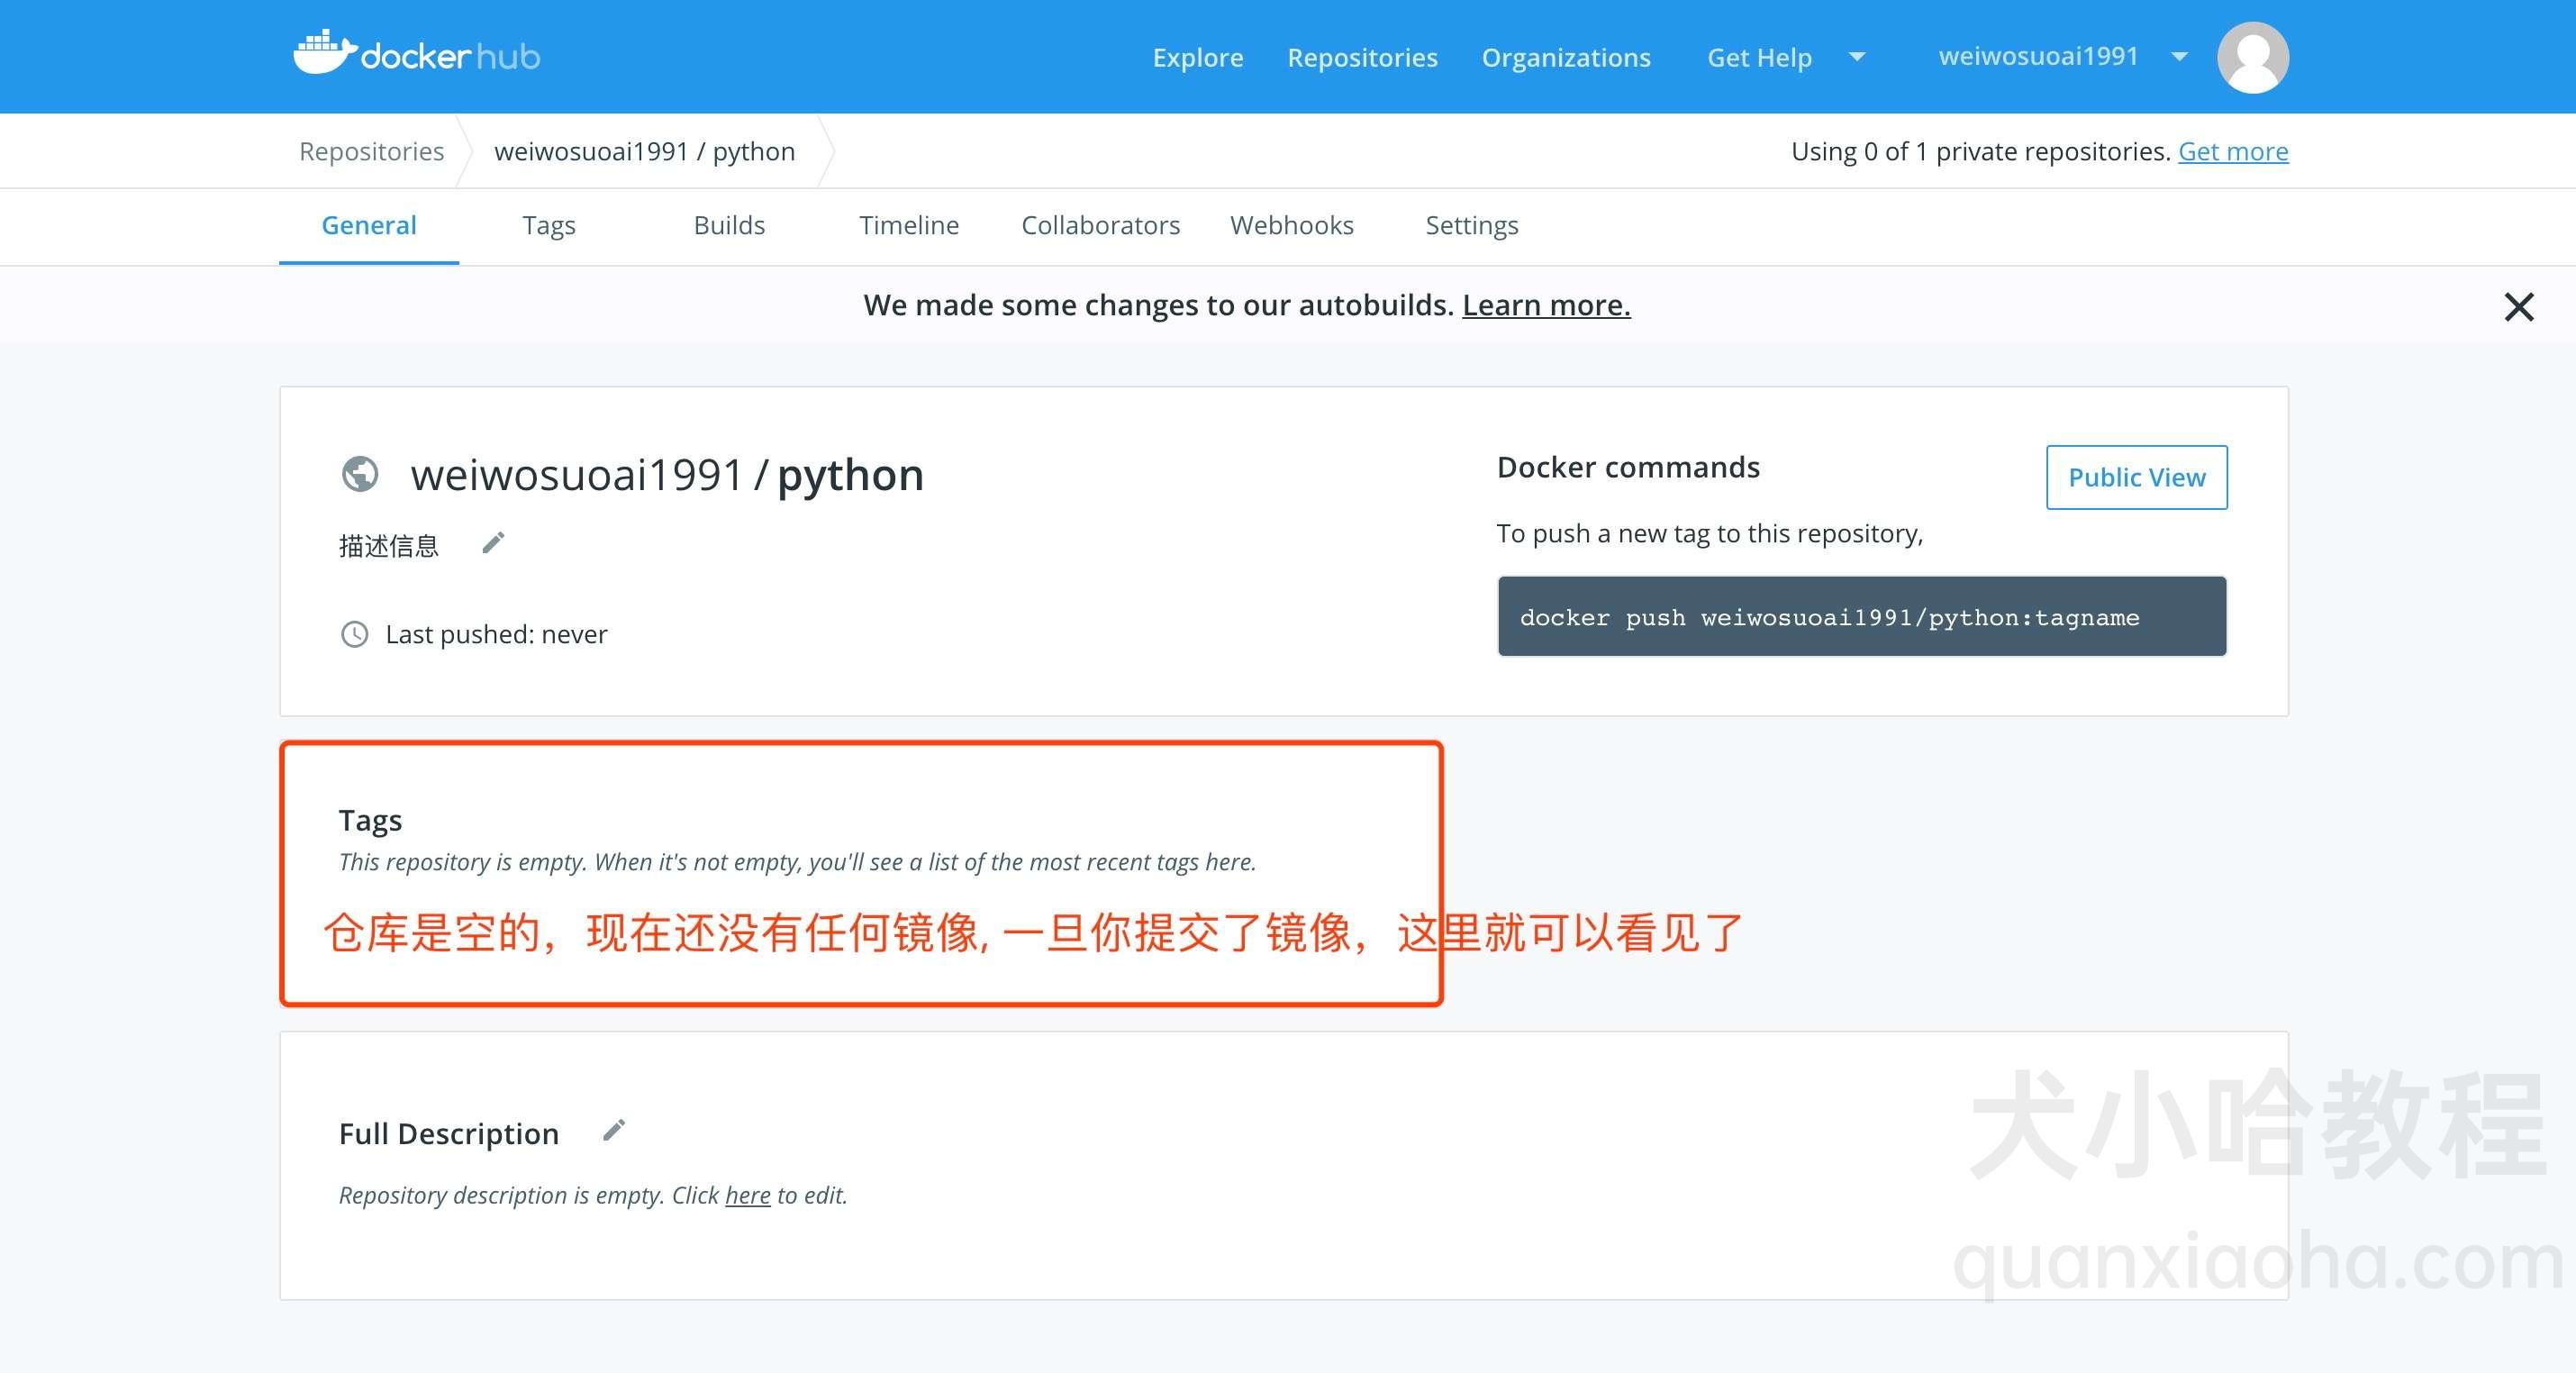 docker hub
Explore Repositories Organizations Get Help weiwosuoai1991
Repositories weiwosuoai1991 / python Using 0 of 1 private repositories. Get more
General Tags Builds Timeline Collaborators Webhooks Settings
We made some changes to our autobuilds. Learn more.
weiwosuoai1991 / python
描述信息
Last pushed: never
Docker commands
Public View
To push a new tag to this repository,
docker push weiwosuoai1991/python:tagname
Tags
This repository is empty. When it's not empty, you'll see a list of the most recent tags here.
仓库是空的，现在还没有任何镜像, 一旦你提交了镜像，这里就可以看见了
Full Description
Repository description is empty. Click here to edit.
犬小哈教程
quanxiaoha.com